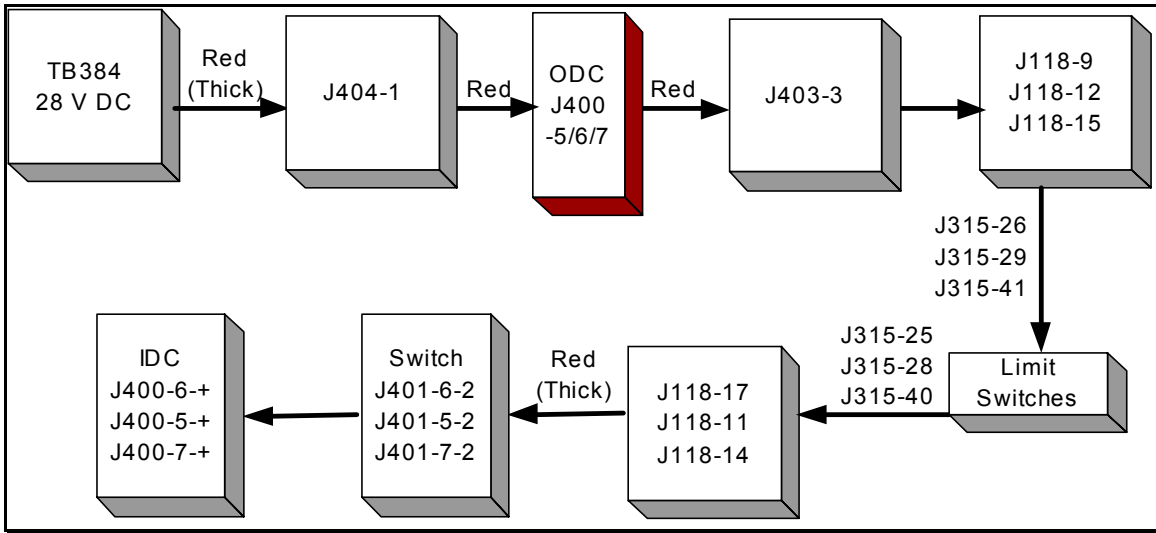 TB384
28 V DC
Red
(Thick)
J404-1
Red
ODC
J400
-5/6/7
Red
J403-3
J118-9
J118-12
J118-15
J315-26
J315-29
J315-41
Limit
Switches
J315-25
J315-28
J315-40
J118-17
J118-11
J118-14
Red
(Thick)
Switch
J401-6-2
J401-5-2
J401-7-2
IDC
J400-6-+
J400-5-+
J400-7-+